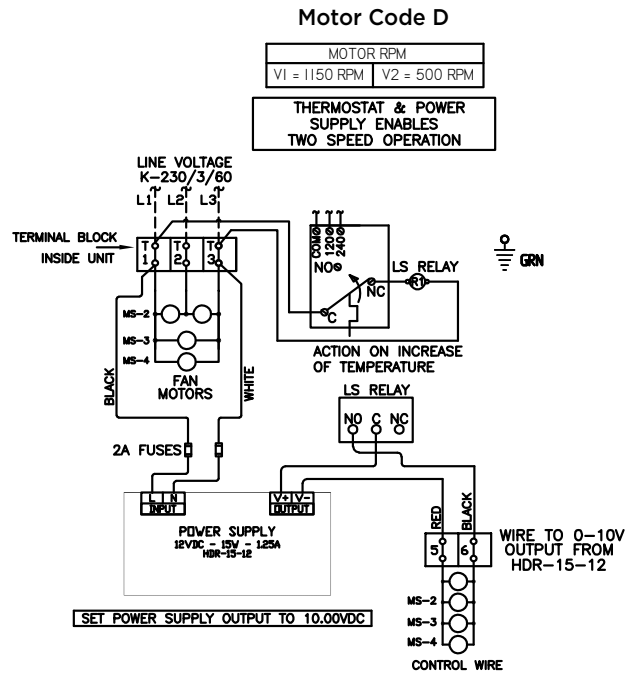 Motor Code D
MOTOR RPM
V1 = 1150 RPM V2 = 500 RPM
THERMOSTAT & POWER
SUPPLY ENABLES
TWO SPEED OPERATION
LINE VOLTAGE
K-230/3/60
L1 L2 L3
TERMINAL BLOCK
INSIDE UNIT
T T T
1 2 3
COM 120 240
NO
NC
C
LS RELAY
R1
GRN
ACTION ON INCREASE
OF TEMPERATURE
MS-2
MS-3
MS-4
FAN
MOTORS
BLACK
WHITE
LS RELAY
NO C NC
2A FUSES
L N
INPUT
V+ V-
OUTPUT
POWER SUPPLY
12VDC - 15W - 1.25A
HDR-15-12
RED
BLACK
5 6
WIRE TO 0-10V
OUTPUT FROM
HDR-15-12
MS-2
MS-3
MS-4
CONTROL WIRE
SET POWER SUPPLY OUTPUT TO 10.00VDC